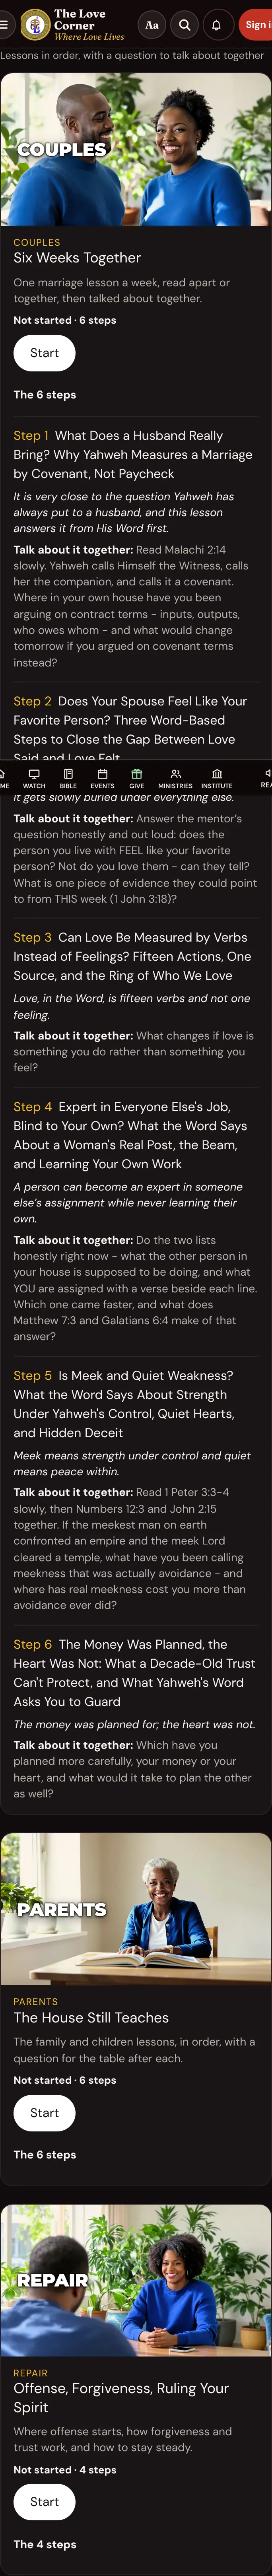 The Love
Corner
Where Love Lives
Aa
Sign i
Lessons in order, with a question to talk about together
COUPLES
COUPLES
Six Weeks Together
One marriage lesson a week, read apart or
together, then talked about together.
Not started · 6 steps
Start
The 6 steps
Step 1 What Does a Husband Really
Bring? Why Yahweh Measures a Marriage
by Covenant, Not Paycheck
It is very close to the question Yahweh has
always put to a husband, and this lesson
answers it from His Word first.
Talk about it together: Read Malachi 2:14
slowly. Yahweh calls Himself the Witness, calls
her the companion, and calls it a covenant.
Where in your own house have you been
arguing on contract terms - inputs, outputs,
who owes whom - and what would change
tomorrow if you argued on covenant terms
instead?
Step 2 Does Your Spouse Feel Like Your
Favorite Person? Three Word-Based
Steps to Close the Gap Between Love
Said and Love Felt
ME
WATCH
BIBLE
EVENTS
GIVE
MINISTRIES
INSTITUTE
REA
it gets slowly buried under everything else.
Talk about it together: Answer the mentor's
question honestly and out loud: does the
person you live with FEEL like your favorite
person? Not do you love them - can they tell?
What is one piece of evidence they could point
to from THIS week (1 John 3:18)?
Step 3 Can Love Be Measured by Verbs
Instead of Feelings? Fifteen Actions, One
Source, and the Ring of Who We Love
Love, in the Word, is fifteen verbs and not one
feeling.
Talk about it together: What changes if love is
something you do rather than something you
feel?
Step 4 Expert in Everyone Else's Job,
Blind to Your Own? What the Word Says
About a Woman's Real Post, the Beam,
and Learning Your Own Work
A person can become an expert in someone
else's assignment while never learning their
own.
Talk about it together: Do the two lists
honestly right now - what the other person in
your house is supposed to be doing, and what
YOU are assigned with a verse beside each line.
Which one came faster, and what does
Matthew 7:3 and Galatians 6:4 make of that
answer?
Step 5 Is Meek and Quiet Weakness?
What the Word Says About Strength
Under Yahweh's Control, Quiet Hearts,
and Hidden Deceit
Meek means strength under control and quiet
means peace within.
Talk about it together: Read 1 Peter 3:3-4
slowly, then Numbers 12:3 and John 2:15
together. If the meekest man on earth
confronted an empire and the meek Lord
cleared a temple, what have you been calling
meekness that was actually avoidance - and
where has real meekness cost you more than
avoidance ever did?
Step 6 The Money Was Planned, the
Heart Was Not: What a Decade-Old Trust
Can't Protect, and What Yahweh's Word
Asks You to Guard
The money was planned for; the heart was not.
Talk about it together: Which have you
planned more carefully, your money or your
heart, and what would it take to plan the other
as well?
PARENTS
PARENTS
The House Still Teaches
The family and children lessons, in order, with a
question for the table after each.
Not started · 6 steps
Start
The 6 steps
REPAIR
REPAIR
Offense, Forgiveness, Ruling Your
Spirit
Where offense starts, how forgiveness and
trust work, and how to stay steady.
Not started · 4 steps
Start
The 4 steps